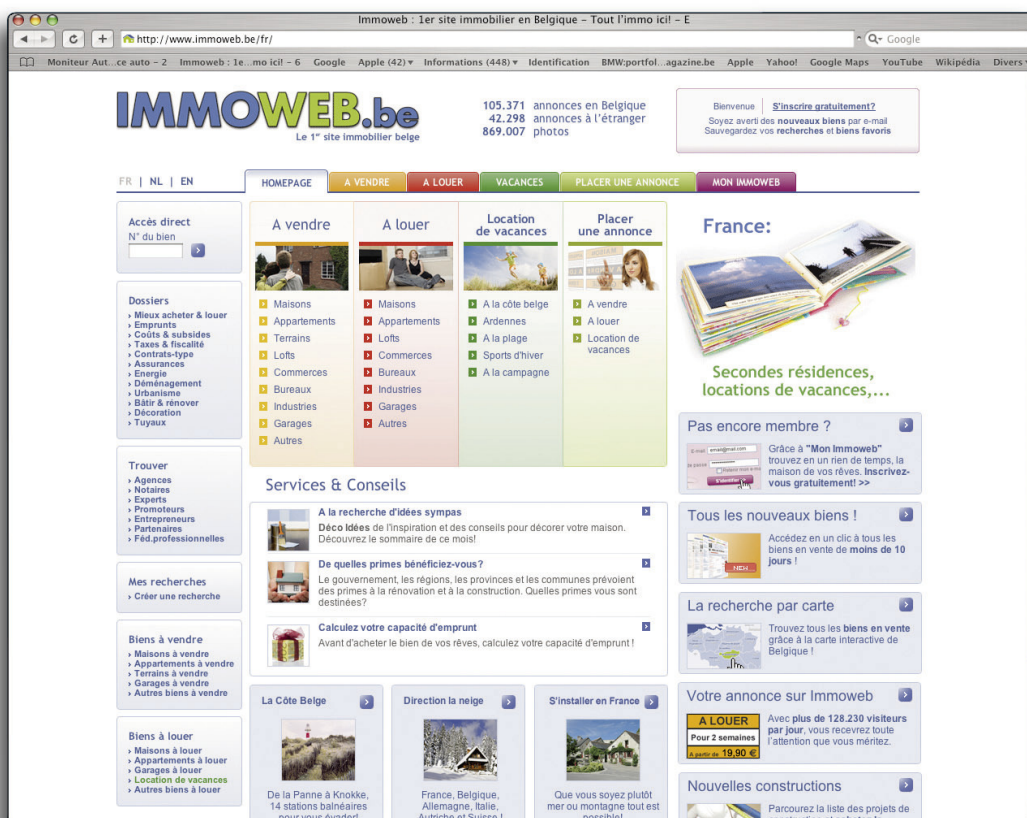 Immoweb : 1er site immobilier en Belgique – Tout l'immo ici! – E
http://www.immoweb.be/fr/
Google
Moniteur Aut...ce auto – 2 Immoweb : 1e...mo ici! – 6 Google Apple (42) Informations (448) Identification BMW:portfol...agazine.be Apple Yahoo! Google Maps YouTube Wikipédia Divers
IMMOWEB.be
Le 1er site immobilier belge
105.371 annonces en Belgique
42.298 annonces à l'étranger
869.007 photos
Bienvenue | S'inscrire gratuitement?
Soyez averti des nouveaux biens par e-mail
Sauvegardez vos recherches et biens favoris
FR | NL | EN
HOMEPAGE A VENDRE A LOUER VACANCES PLACER UNE ANNONCE MON IMMOWEB
Accès direct
N° du bien
Dossiers
Mieux acheter & louer
Emprunts
Coûts & subsides
Taxes & fiscalité
Contrats-type
Assurances
Energie
Déménagement
Urbanisme
Bâtir & rénover
Décoration
Tuyaux
Trouver
Agences
Notaires
Experts
Promoteurs
Entrepreneurs
Partenaires
Féd.professionnelles
Mes recherches
Créer une recherche
Biens à vendre
Maisons à vendre
Appartements à vendre
Terrains à vendre
Garages à vendre
Autres biens à vendre
Biens à louer
Maisons à louer
Appartements à louer
Garages à louer
Location de vacances
Autres biens à louer
A vendre
Maisons
Appartements
Terrains
Lofts
Commerces
Bureaux
Industries
Garages
Autres
A louer
Maisons
Appartements
Lofts
Commerces
Bureaux
Industries
Garages
Autres
Location
de vacances
A la côte belge
Ardennes
A la plage
Sports d'hiver
A la campagne
Placer
une annonce
A vendre
A louer
Location de
vacances
Services & Conseils
A la recherche d'idées sympas
Déco Idées de l'inspiration et des conseils pour décorer votre maison.
Découvrez le sommaire de ce mois!
De quelles primes bénéficiez-vous?
Le gouvernement, les régions, les provinces et les communes prévoient
des primes à la rénovation et à la construction. Quelles primes vous sont
destinées?
Calculez votre capacité d'emprunt
Avant d'acheter le bien de vos rêves, calculez votre capacité d'emprunt !
La Côte Belge
De la Panne à Knokke,
14 stations balnéaires
pour vous évader!
Direction la neige
France, Belgique,
Allemagne, Italie,
Autriche et Suisse !
S'installer en France
Que vous soyez plutôt
mer ou montagne tout est
possible!
France:
Secondes résidences,
locations de vacances,...
Pas encore membre ?
E-mail email@mail.com
S'identifier
Grâce à "Mon Immoweb"
trouvez en un rien de temps, la
maison de vos rêves. Inscrivez-
vous gratuitement! >>
Tous les nouveaux biens !
NEW
Accédez en un clic à tous les
biens en vente de moins de 10
jours !
La recherche par carte
Trouvez tous les biens en vente
grâce à la carte interactive de
Belgique !
Votre annonce sur Immoweb
A LOUER
Pour 2 semaines
A partir de 19,90 €
Avec plus de 128.230 visiteurs
par jour, vous recevrez toute
l'attention que vous méritez.
Nouvelles constructions
Parcourez la liste des projets de